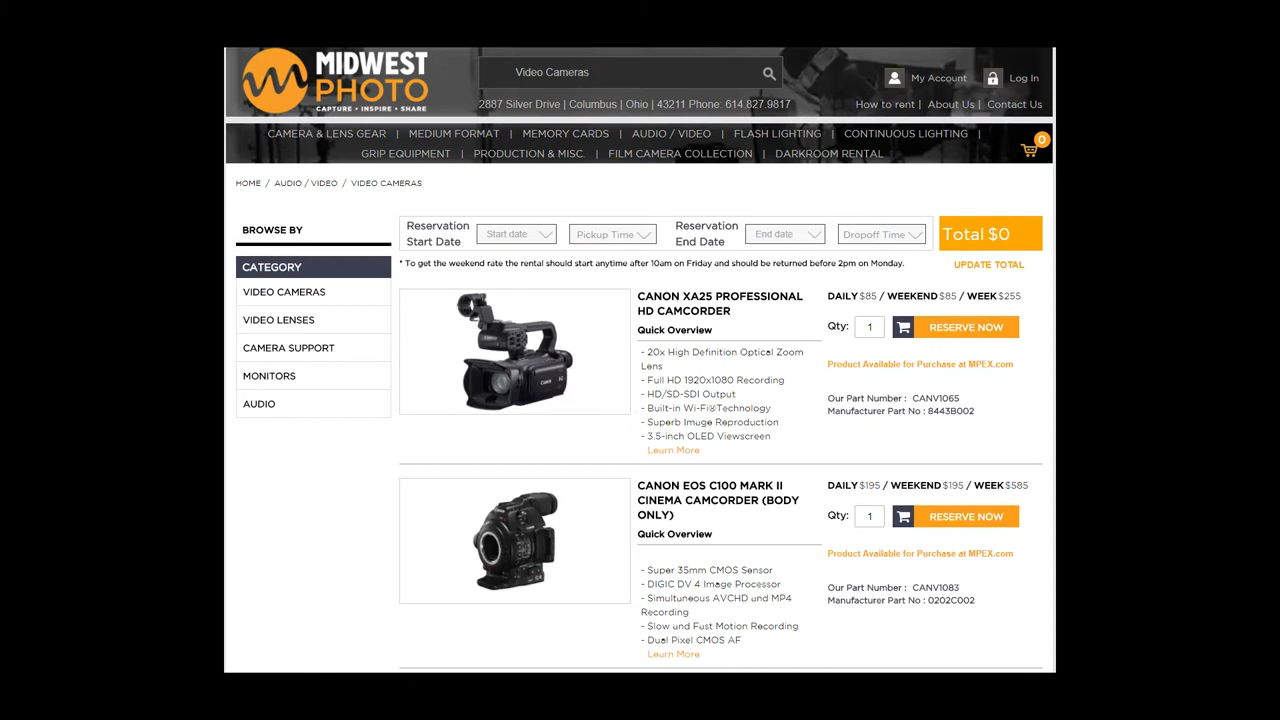 MIDWEST
PHOTO
CAPTURE • INSPIRE • SHARE
Video Cameras
2887 Silver Drive | Columbus | Ohio | 43211 Phone: 614.827.9817
My Account
Log In
How to rent | About Us | Contact Us
CAMERA & LENS GEAR | MEDIUM FORMAT | MEMORY CARDS | AUDIO / VIDEO | FLASH LIGHTING | CONTINUOUS LIGHTING |
GRIP EQUIPMENT | PRODUCTION & MISC. | FILM CAMERA COLLECTION | DARKROOM RENTAL
0
HOME / AUDIO / VIDEO / VIDEO CAMERAS
BROWSE BY
CATEGORY
VIDEO CAMERAS
VIDEO LENSES
CAMERA SUPPORT
MONITORS
AUDIO
Reservation
Start Date
Start date
Pickup Time
Reservation
End Date
End date
Dropoff Time
Total $0
UPDATE TOTAL
* To get the weekend rate the rental should start anytime after 10am on Friday and should be returned before 2pm on Monday.
CANON XA25 PROFESSIONAL
HD CAMCORDER
Quick Overview
- 20x High Definition Optical Zoom
Lens
- Full HD 1920x1080 Recording
- HD/SD-SDI Output
- Built-in Wi-Fi®Technology
- Superb Image Reproduction
- 3.5-inch OLED Viewscreen
Learn More
DAILY $85 / WEEKEND $85 / WEEK $255
Qty: 1 RESERVE NOW
Product Available for Purchase at MPEX.com
Our Part Number : CANV1065
Manufacturer Part No : 8443B002
CANON EOS C100 MARK II
CINEMA CAMCORDER (BODY
ONLY)
Quick Overview
- Super 35mm CMOS Sensor
- DIGIC DV 4 Image Processor
- Simultaneous AVCHD and MP4
Recording
- Slow and Fast Motion Recording
- Dual Pixel CMOS AF
Learn More
DAILY $195 / WEEKEND $195 / WEEK $585
Qty: 1 RESERVE NOW
Product Available for Purchase at MPEX.com
Our Part Number : CANV1083
Manufacturer Part No : 0202C002